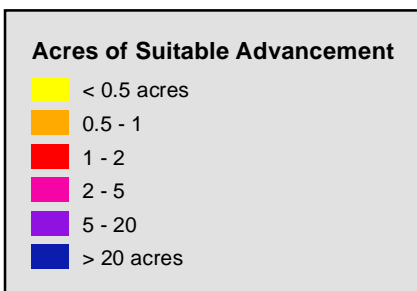 Acres of Suitable Advancement
< 0.5 acres
0.5 - 1
1 - 2
2 - 5
5 - 20
> 20 acres